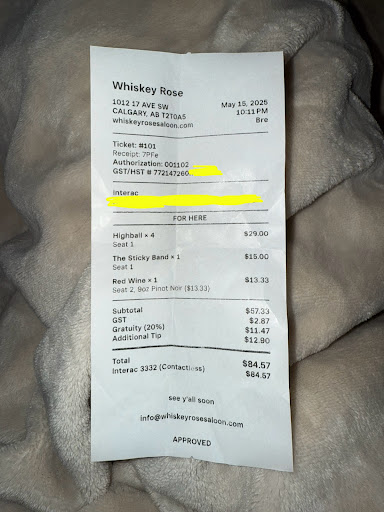 Whiskey Rose
1012 17 AVE SW May 15, 2025
CALGARY, AB T2T0A5 10:11 PM
whiskeyrosesaloon.com Bre
Ticket: #101
Receipt: 7PFe
Authorization: 001102
GST/HST # 772147260
Interac
FOR HERE
Highball × 4 $29.00
Seat 1
The Sticky Band × 1 $15.00
Seat 1
Red Wine × 1 $13.33
Seat 2, 9oz Pinot Noir ($13.33)
Subtotal $57.33
GST $2.87
Gratuity (20%) $11.47
Additional Tip $12.90
Total $84.57
Interac 3332 (Contactless) $84.57
see y'all soon
info@whiskeyrosesaloon.com
APPROVED